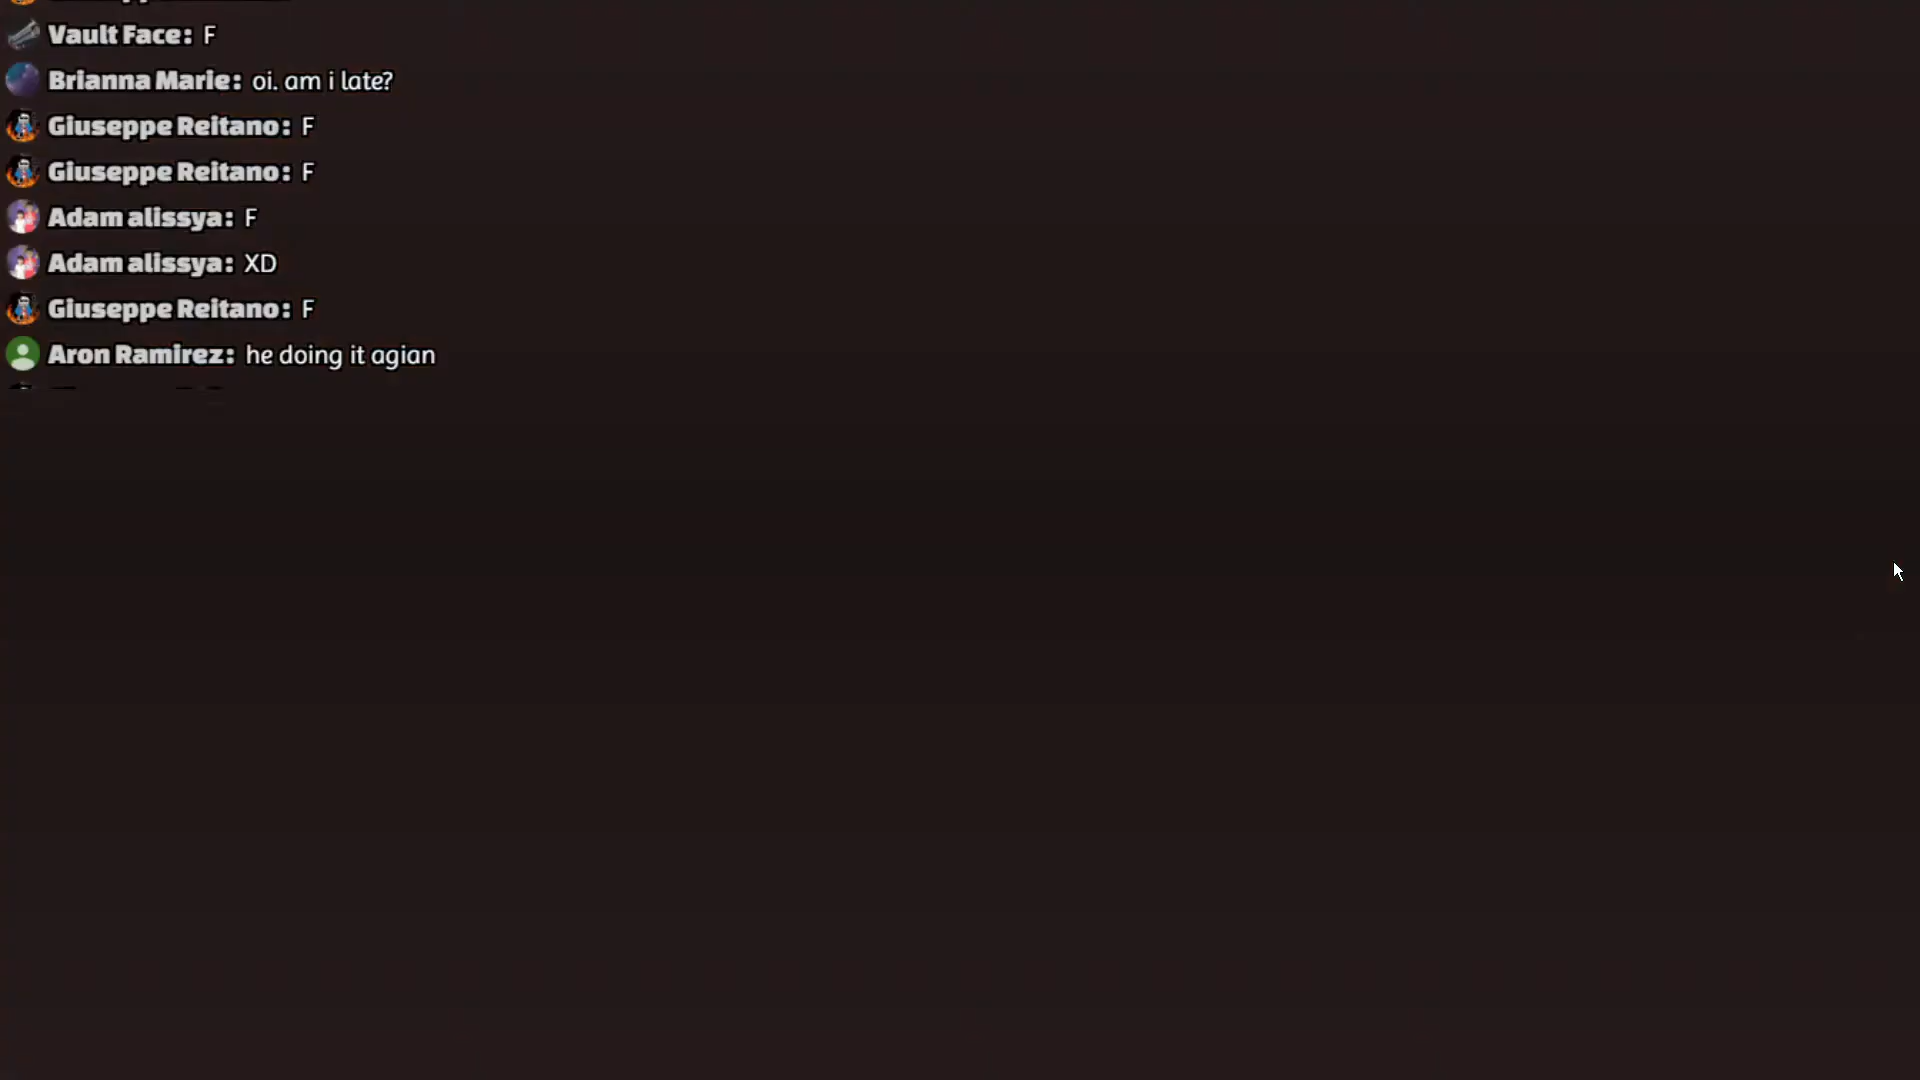 Vault Face: F
Brianna Marie: oi. am i late?
Giuseppe Reitano: F
Giuseppe Reitano: F
Adam alissya: F
Adam alissya: XD
Giuseppe Reitano: F
Aron Ramirez: he doing it agian